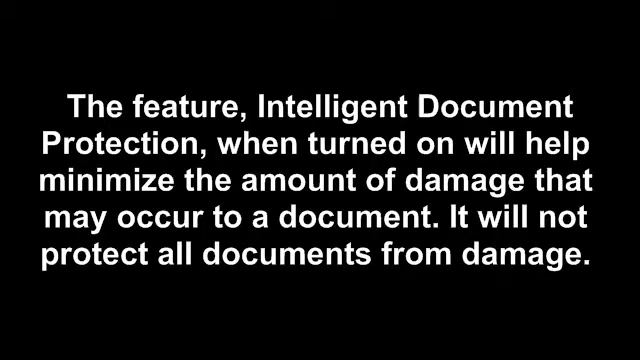 The feature, Intelligent Document
Protection, when turned on will help
minimize the amount of damage that
may occur to a document. It will not
protect all documents from damage.